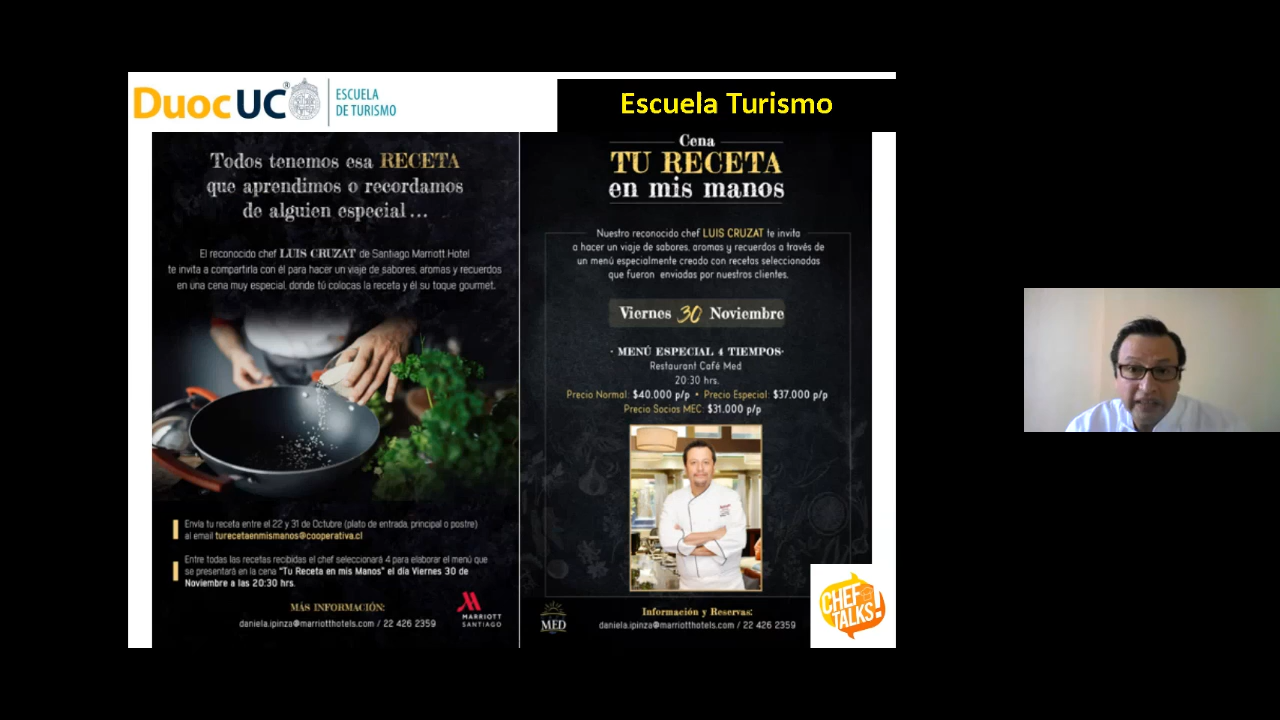 Duoc UC
ESCUELA
DE TURISMO
Escuela Turismo
Todos tenemos esa RECETA
que aprendimos o recordamos
de alguien especial...
El reconocido chef LUIS CRUZAT de Santiago Marriott Hotel
te invita a compartirla con él para hacer un viaje de sabores, aromas y recuerdos
en una cena muy especial, donde tú colocas la receta y él su toque gourmet.
Envía tu receta entre el 22 y 31 de Octubre (plato de entrada, principal o postre)
al email turecetaenmismanos@cooperativa.cl
Entre todas las recetas recibidas el chef seleccionará 4 para elaborar el menú que
se presentará en la cena "Tu Receta en mis Manos" el día Viernes 30 de
Noviembre a las 20:30 hrs.
MÁS INFORMACIÓN:
daniela.ipinza@marriotthotels.com / 22 426 2359
MARRIOTT
SANTIAGO
Cena
TU RECETA
en mis manos
Nuestro reconocido chef LUIS CRUZAT te invita
a hacer un viaje de sabores, aromas y recuerdos a través de
un menú especialmente creado con recetas seleccionadas
que fueron enviadas por nuestros clientes.
Viernes 30 Noviembre
· MENÚ ESPECIAL 4 TIEMPOS·
Restaurant Café Med
20:30 hrs.
Precio Normal: $40.000 p/p • Precio Especial: $37.000 p/p
Precio Socios MEC: $31.000 p/p
MED
Información y Reservas:
daniela.ipinza@marriotthotels.com / 22 426 2359
CHEF
TALKS!